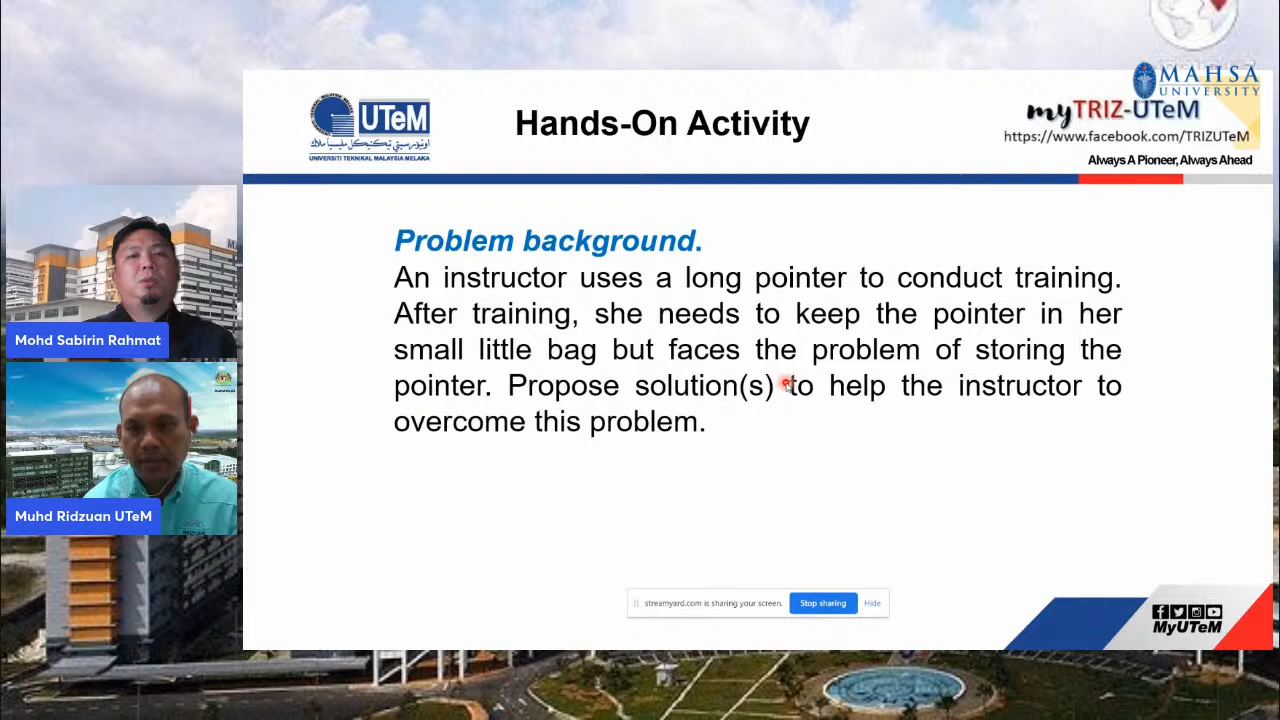 MAHSA
UNIVERSITY
UTeM
اونيۏرسيتي تيكنيكل مليسيا ملاك
UNIVERSITI TEKNIKAL MALAYSIA MELAKA
Hands-On Activity
myTRIZ-UTeM
https://www.facebook.com/TRIZUTeM
Always A Pioneer, Always Ahead
Problem background.
An instructor uses a long pointer to conduct training.
After training, she needs to keep the pointer in her
small little bag but faces the problem of storing the
pointer. Propose solution(s) to help the instructor to
overcome this problem.
Mohd Sabirin Rahmat
Muhd Ridzuan UTeM
streamyard.com is sharing your screen.
Stop sharing
Hide
MyUTeM